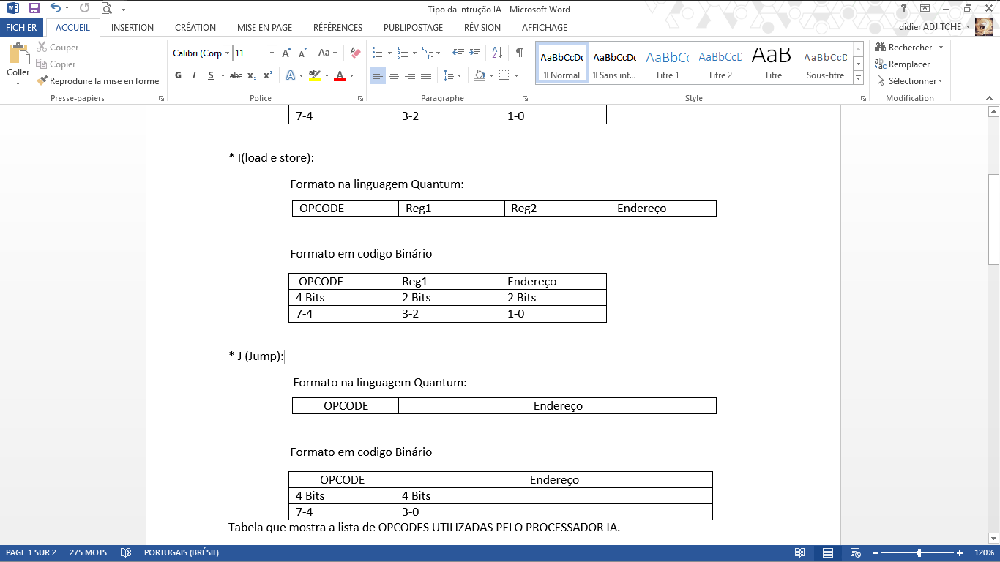 Tipo da Intrução IA - Microsoft Word
FICHIER ACCUEIL INSERTION CRÉATION MISE EN PAGE RÉFÉRENCES PUBLIPOSTAGE RÉVISION AFFICHAGE didier ADJITCHE
Coller
Couper
Copier
Reproduire la mise en forme
Presse-papiers
Calibri (Corp 11
G I S abc x₂ x²
Police
Paragraphe
AaBbCcDc AaBbCcDc AaBbCc AaBbCcD AaBl AaBbCcD
¶ Normal ¶ Sans int... Titre 1 Titre 2 Titre Sous-titre
Style
Rechercher
Remplacer
Sélectionner
Modification
7-4 3-2 1-0
* I(load e store):
Formato na linguagem Quantum:
OPCODE Reg1 Reg2 Endereço
Formato em codigo Binário
OPCODE Reg1 Endereço
4 Bits 2 Bits 2 Bits
7-4 3-2 1-0
* J (Jump):
Formato na linguagem Quantum:
OPCODE Endereço
Formato em codigo Binário
OPCODE Endereço
4 Bits 4 Bits
7-4 3-0
Tabela que mostra a lista de OPCODES UTILIZADAS PELO PROCESSADOR IA.
PAGE 1 SUR 2 275 MOTS PORTUGAIS (BRÉSIL) 120%